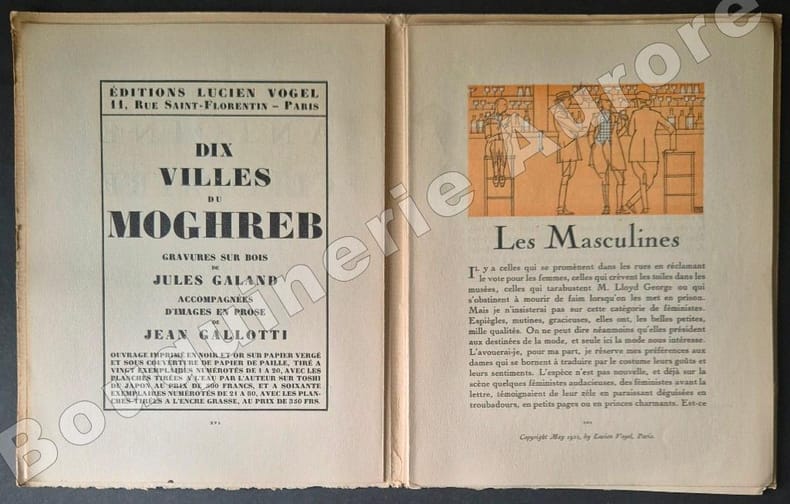 ÉDITIONS LUCIEN VOGEL
11, RUE SAINT-FLORENTIN – PARIS
DIX
VILLES
DU
MOGHREB
GRAVURES SUR BOIS
DE
JULES GALAND
ACCOMPAGNÉES
D'IMAGES EN PROSE
DE
JEAN GALLOTTI
OUVRAGE IMPRIMÉ EN NOIR ET OR SUR PAPIER VERGÉ
ET SOUS COUVERTURE DE PAPIER DE PAILLE, TIRÉ A
VINGT EXEMPLAIRES NUMÉROTÉS DE 1 A 20, AVEC LES
PLANCHES TIRÉES A L'EAU PAR L'AUTEUR SUR TOSHI
DE JAPON AU PRIX DE 500 FRANCS, ET A SOIXANTE
EXEMPLAIRES NUMÉROTÉS DE 21 A 80, AVEC LES PLAN-
CHES TIRÉES A L'ENCRE GRASSE, AU PRIX DE 350 FRS.
XVI
Les Masculines
IL y a celles qui se promènent dans les rues en réclamant
le vote pour les femmes, celles qui crèvent les toiles dans les
musées, celles qui tarabustent M. Lloyd George ou qui
s'obstinent à mourir de faim lorsqu'on les met en prison.
Mais je n'insisterai pas sur cette catégorie de féministes.
Espiègles, mutines, gracieuses, elles ont, les belles petites,
mille qualités. On ne peut dire néanmoins qu'elles président
aux destinées de la mode, et seule ici la mode nous intéresse.
L'avouerai-je, pour ma part, je réserve mes préférences aux
dames qui se bornent à traduire par le costume leurs goûts et
leurs sentiments. L'espèce n'est pas nouvelle, et déjà sur la
scène quelques féministes audacieuses, des féministes avant la
lettre, témoignaient de leur zèle en paraissant déguisées en
troubadours, en petits pages ou en princes charmants. Est-ce
Copyright May 1921, by Lucien Vogel, Paris.
Bouquinerie Aurore